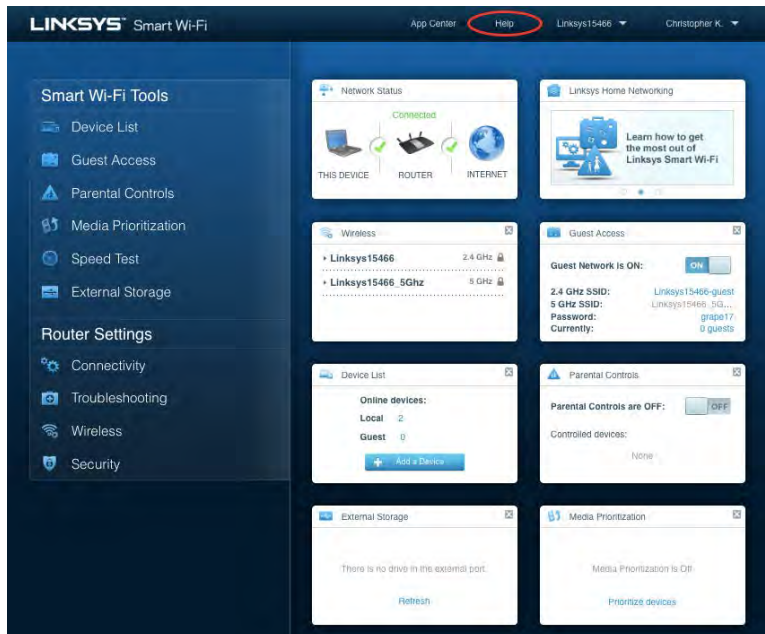 LINKSYS Smart Wi-Fi
App Center
Help
Linksys15466
Christopher K.
Smart Wi-Fi Tools
Device List
Guest Access
Parental Controls
Media Prioritization
Speed Test
External Storage
Router Settings
Connectivity
Troubleshooting
Wireless
Security
Network Status
Connected
THIS DEVICE
ROUTER
INTERNET
Linksys Home Networking
Learn how to get
the most out of
Linksys Smart Wi-Fi
Wireless
Linksys15466 2.4 GHz
Linksys15466_5Ghz 5 GHz
Guest Access
Guest Network is ON: ON
2.4 GHz SSID: Linksys15466-guest
5 GHz SSID: Linksys15466_5G...
Password: grape17
Currently: 0 guests
Device List
Online devices:
Local 2
Guest 0
Add a Device
Parental Controls
Parental Controls are OFF: OFF
Controlled devices:
None
External Storage
There is no drive in the external port.
Refresh
Media Prioritization
Media Prioritization is Off
Prioritize devices